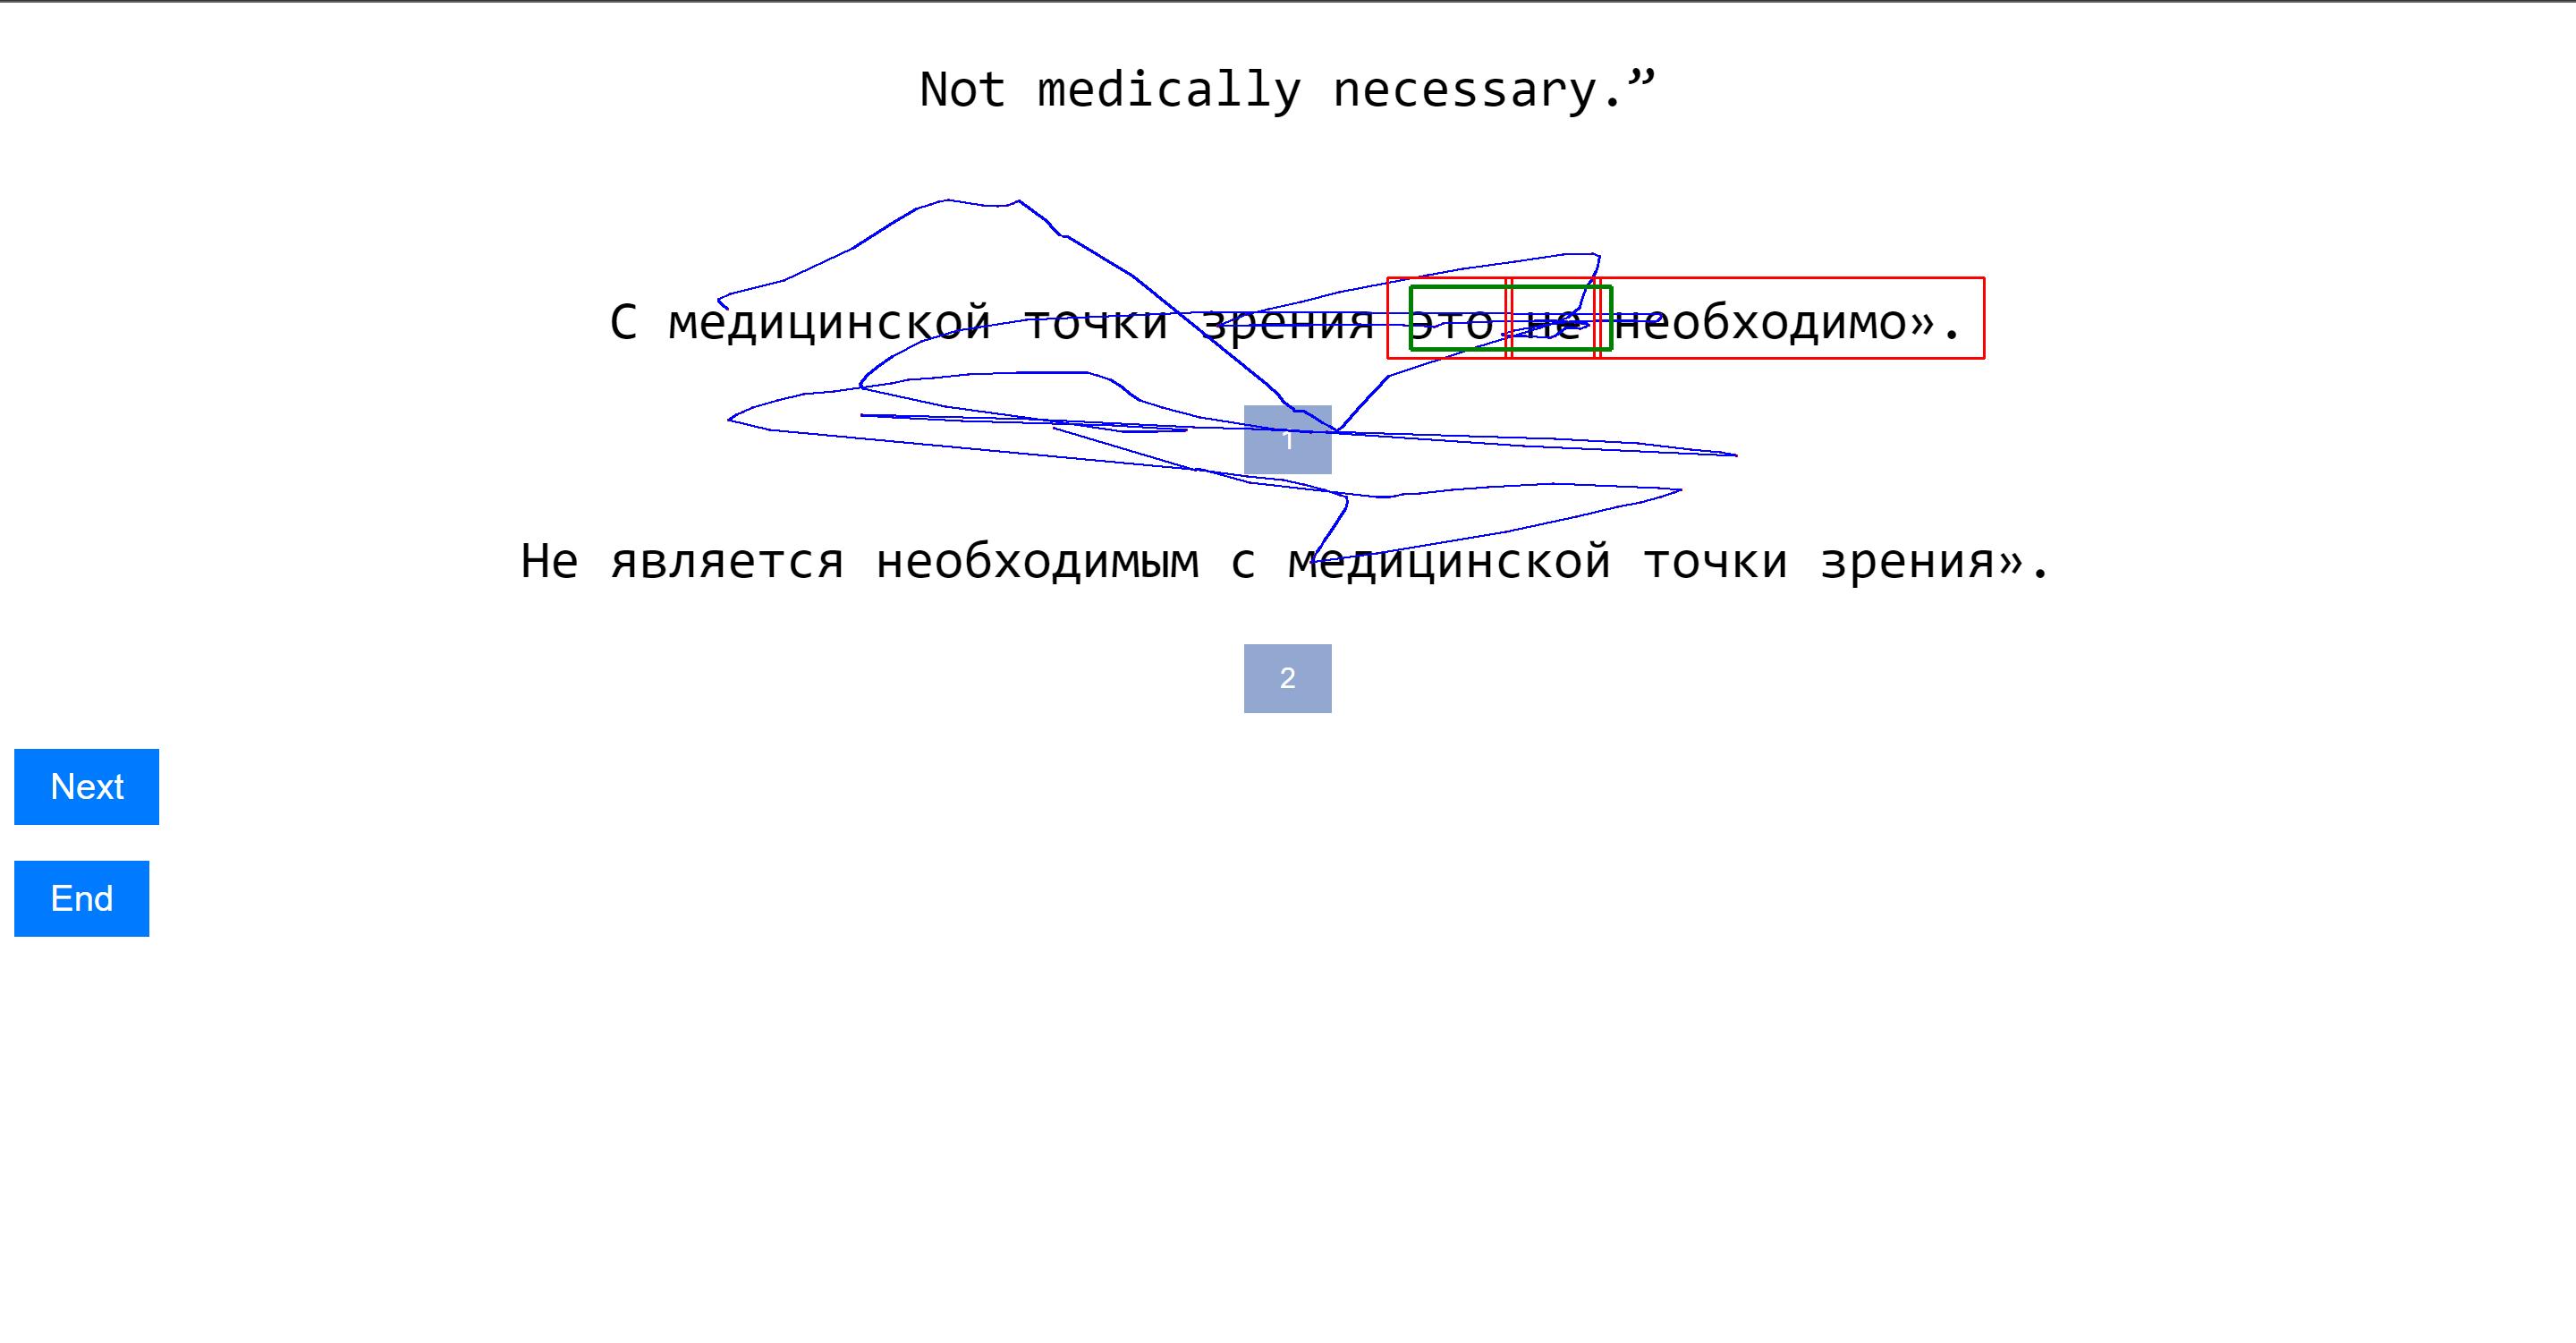 Not medically necessary.”
С медицинской точки зрения это не необходимо».
1
Не является необходимым с медицинской точки зрения».
2
Next
End